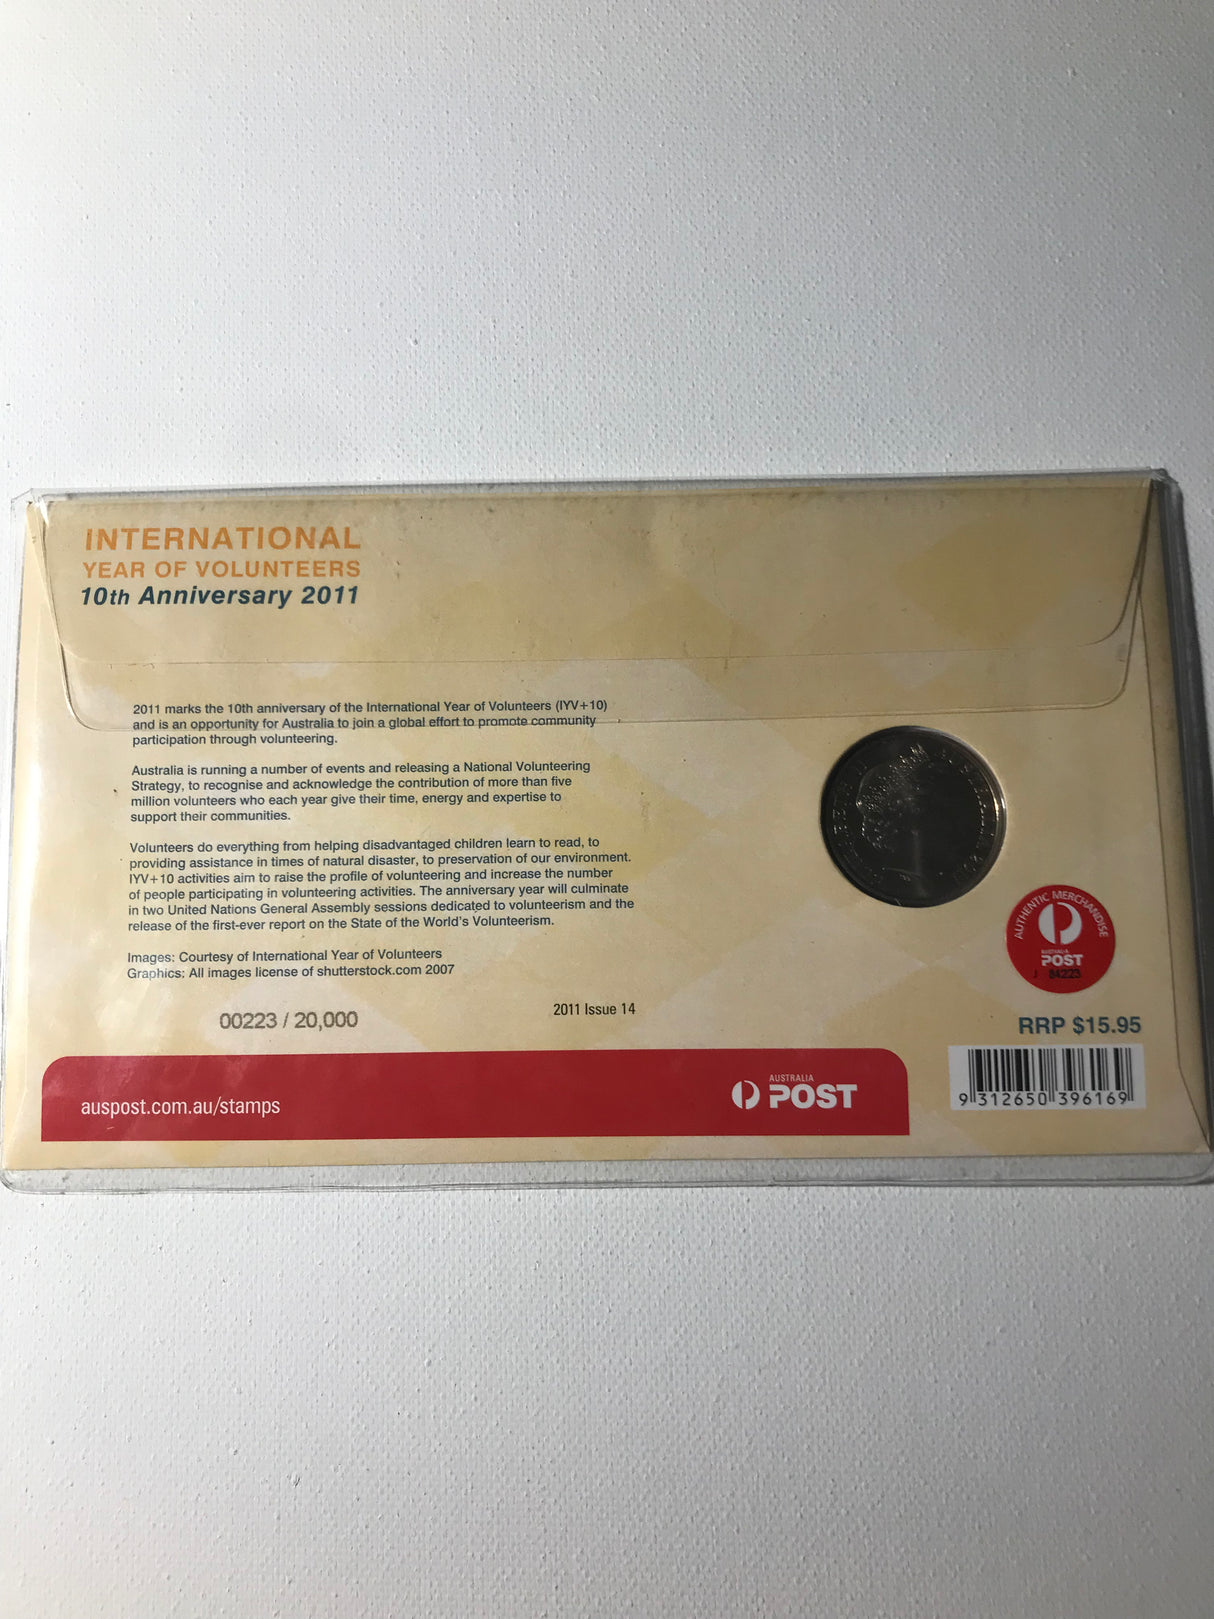 INTERNATIONAL
YEAR OF VOLUNTEERS
10th Anniversary 2011
2011 marks the 10th anniversary of the International Year of Volunteers (IYV+10)
and is an opportunity for Australia to join a global effort to promote community
participation through volunteering.
Australia is running a number of events and releasing a National Volunteering
Strategy, to recognise and acknowledge the contribution of more than five
million volunteers who each year give their time, energy and expertise to
support their communities.
Volunteers do everything from helping disadvantaged children learn to read, to
providing assistance in times of natural disaster, to preservation of our environment.
IYV+10 activities aim to raise the profile of volunteering and increase the number
of people participating in volunteering activities. The anniversary year will culminate
in two United Nations General Assembly sessions dedicated to volunteerism and the
release of the first-ever report on the State of the World's Volunteerism.
Images: Courtesy of International Year of Volunteers
Graphics: All images license of shutterstock.com 2007
00223 / 20,000
2011 Issue 14
AUTHENTIC MERCHANDISE
AUSTRALIA
POST
J 84223
RRP $15.95
9 312650 396169
auspost.com.au/stamps
AUSTRALIA
POST